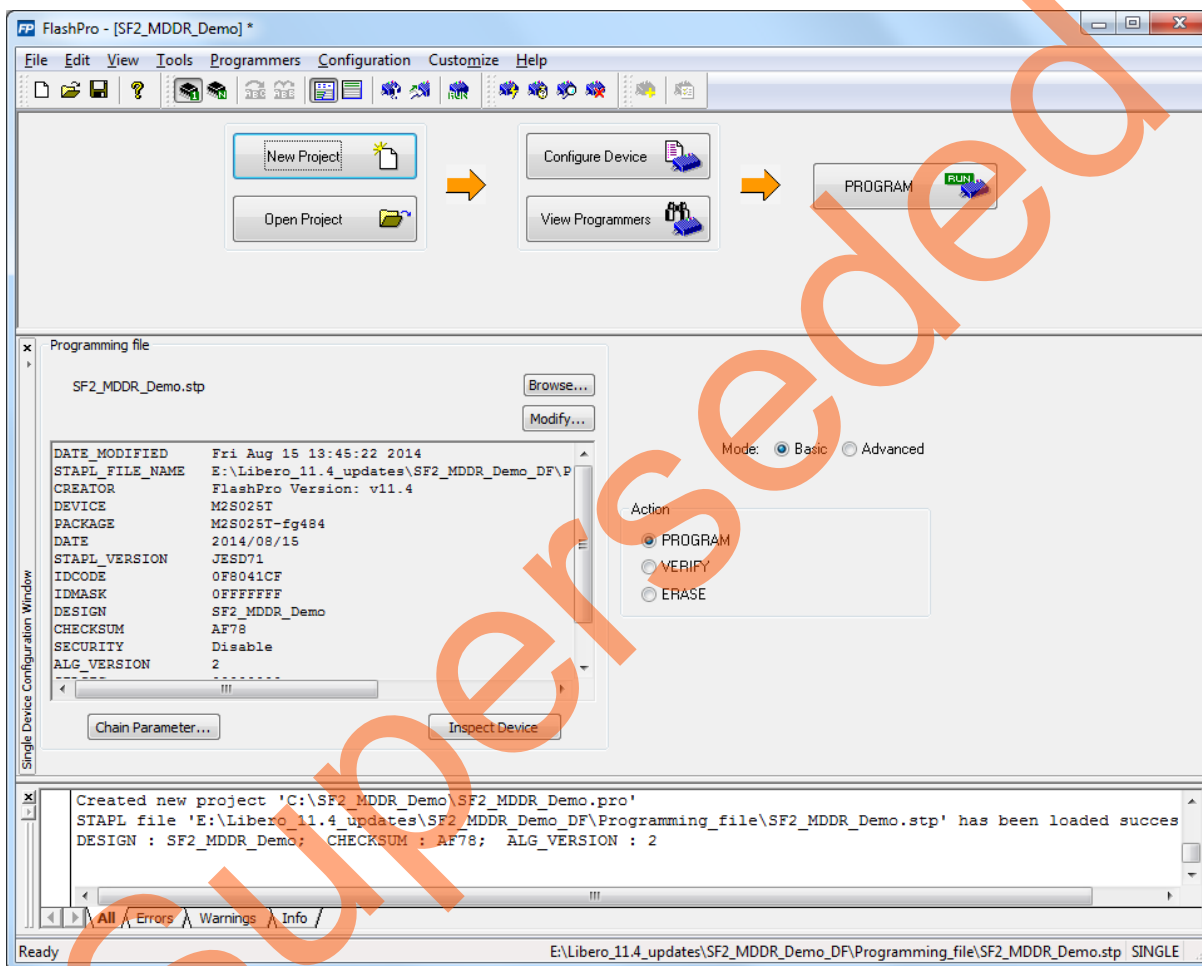 FP FlashPro - [SF2_MDDR_Demo] *
File Edit View Tools Programmers Configuration Customize Help
New Project
Open Project
Configure Device
View Programmers
PROGRAM RUN
Programming file
SF2_MDDR_Demo.stp
Browse...
Modify...
DATE_MODIFIED Fri Aug 15 13:45:22 2014
STAPL_FILE_NAME E:\Libero_11.4_updates\SF2_MDDR_Demo_DF\P
CREATOR FlashPro Version: v11.4
DEVICE M2S025T
PACKAGE M2S025T-fg484
DATE 2014/08/15
STAPL_VERSION JESD71
IDCODE 0F8041CF
IDMASK 0FFFFFFF
DESIGN SF2_MDDR_Demo
CHECKSUM AF78
SECURITY Disable
ALG_VERSION 2
Chain Parameter...
Inspect Device
Mode: Basic Advanced
Action
PROGRAM
VERIFY
ERASE
Single Device Configuration Window
Created new project 'C:\SF2_MDDR_Demo\SF2_MDDR_Demo.pro'
STAPL file 'E:\Libero_11.4_updates\SF2_MDDR_Demo_DF\Programming_file\SF2_MDDR_Demo.stp' has been loaded succes
DESIGN : SF2_MDDR_Demo; CHECKSUM : AF78; ALG_VERSION : 2
All Errors Warnings Info
Ready E:\Libero_11.4_updates\SF2_MDDR_Demo_DF\Programming_file\SF2_MDDR_Demo.stp SINGLE
Superseded